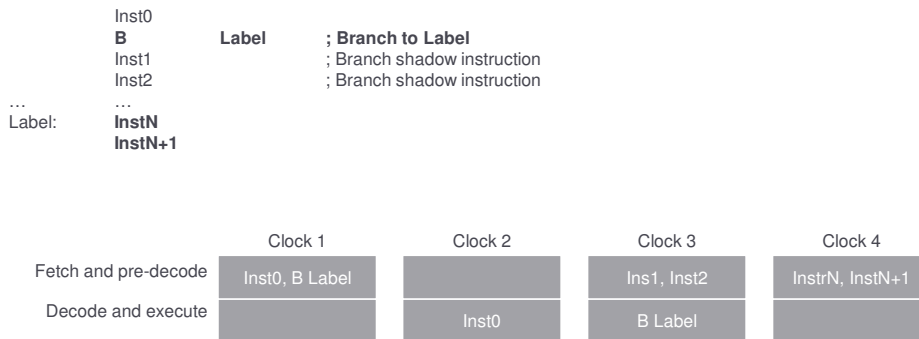 Inst0
B Label ; Branch to Label
Inst1 ; Branch shadow instruction
Inst2 ; Branch shadow instruction
… …
Label: InstN
InstN+1
Clock 1 Clock 2 Clock 3 Clock 4
Fetch and pre-decode Inst0, B Label Ins1, Inst2 InstrN, InstN+1
Decode and execute Inst0 B Label